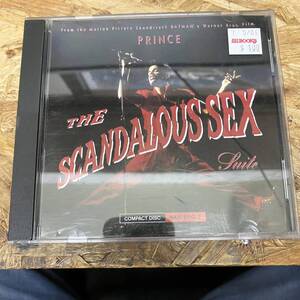 From the Motion Picture Soundtrack BATMAN a Warner Bros. Film.
PRINCE
THE
SCANDALOUS SEX
Suite
COMPACT DISC